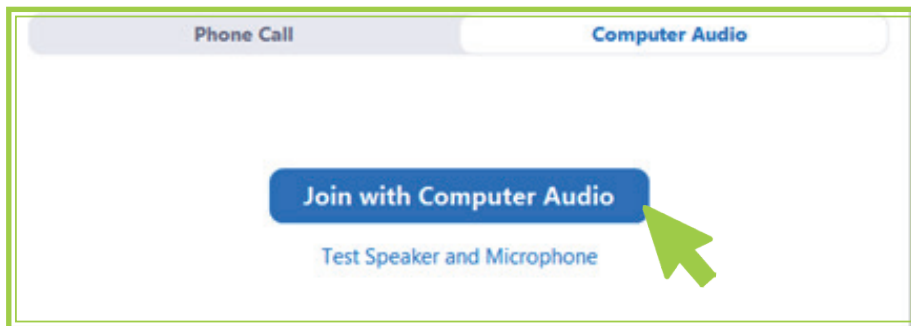 Phone Call Computer Audio
Join with Computer Audio
Test Speaker and Microphone